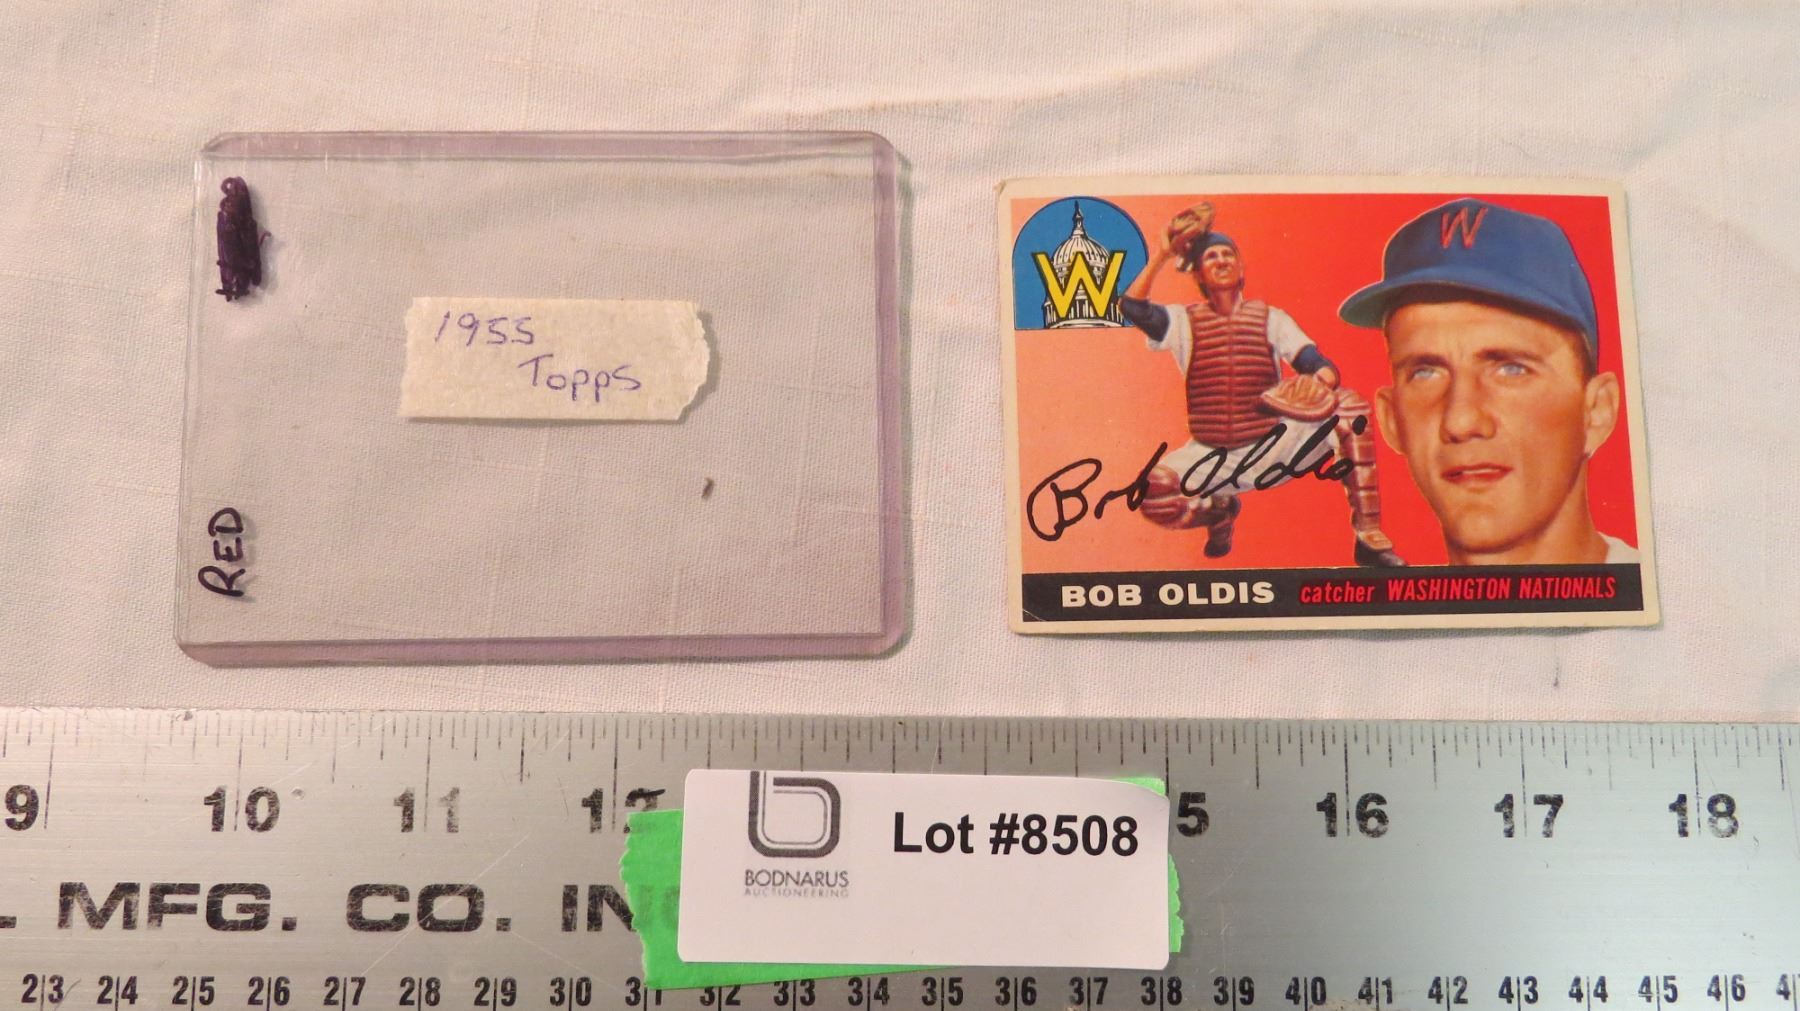 1955
Topps
RED
W
W
Bob Oldis
BOB OLDIS catcher WASHINGTON NATIONALS
9 10 11 12 5 16 17 18
Lot #8508
BODNARUS
AUCTIONEERING
. MFG. CO. IN
23 24 25 26 27 28 29 30 31 32 33 34 35 36 37 38 39 40 41 42 43 44 45 46 4